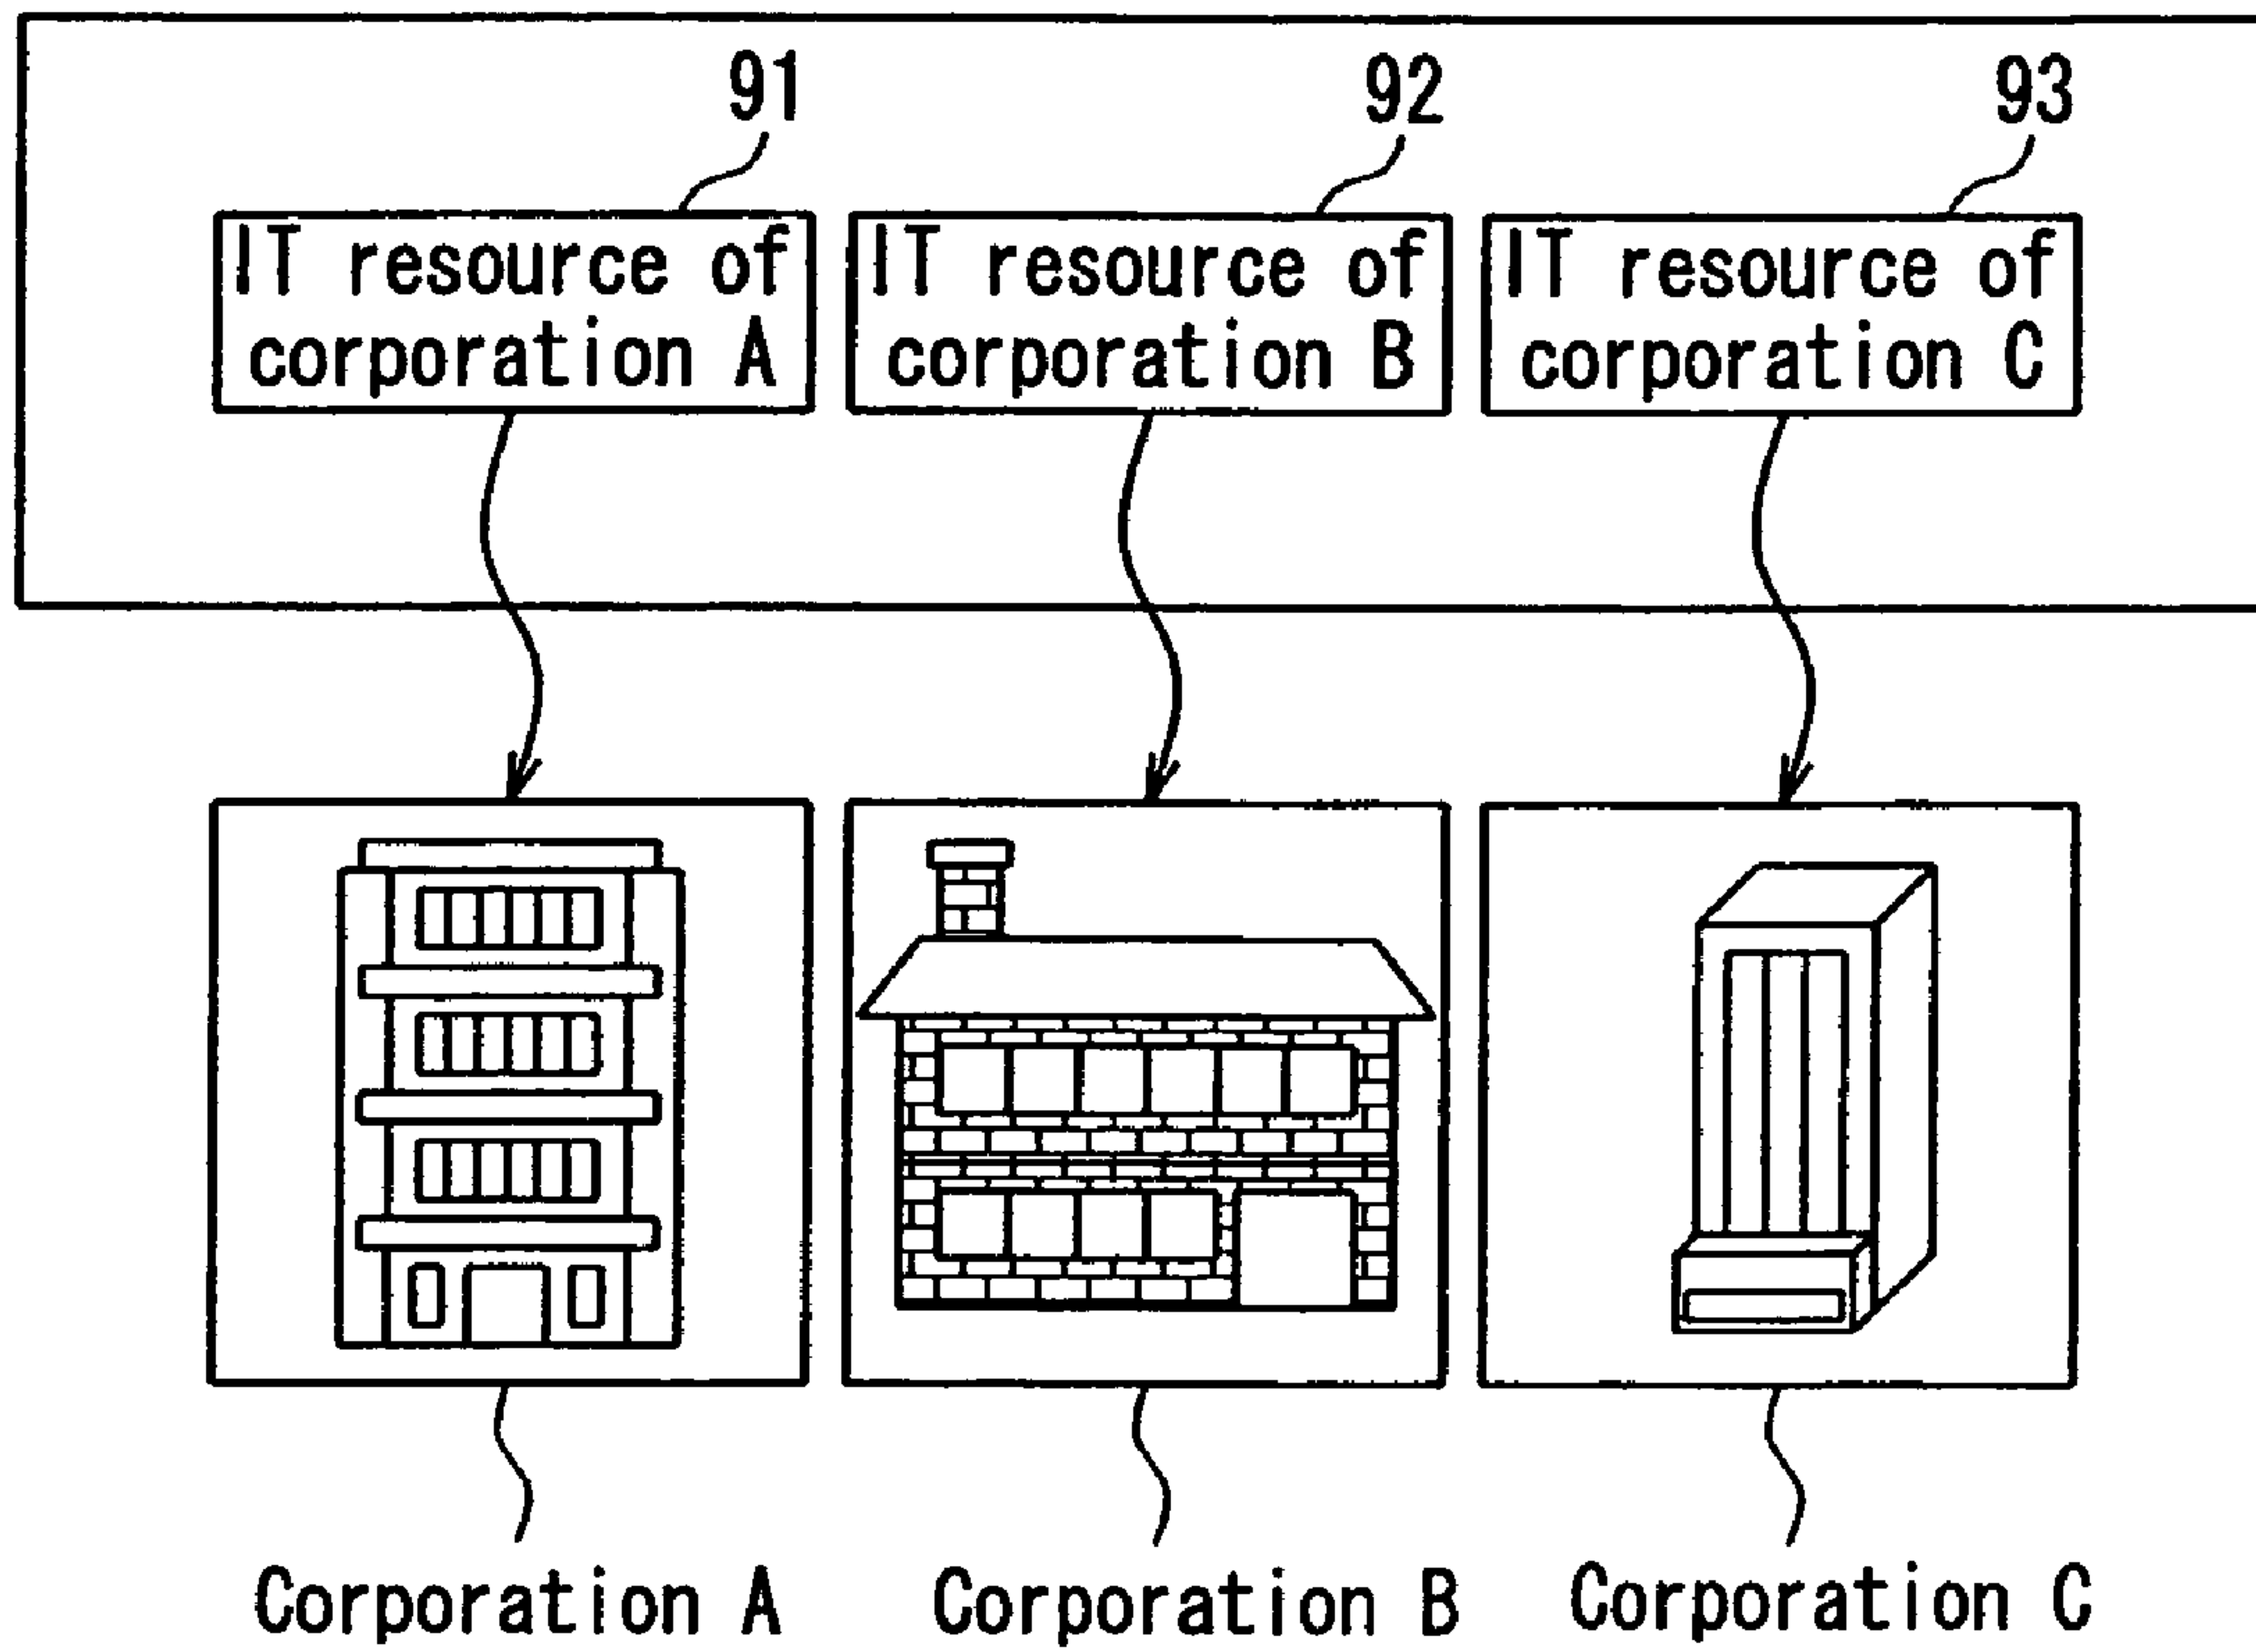 91
92
93
IT resource of
corporation A
IT resource of
corporation B
IT resource of
corporation C
Corporation A
Corporation B
Corporation C